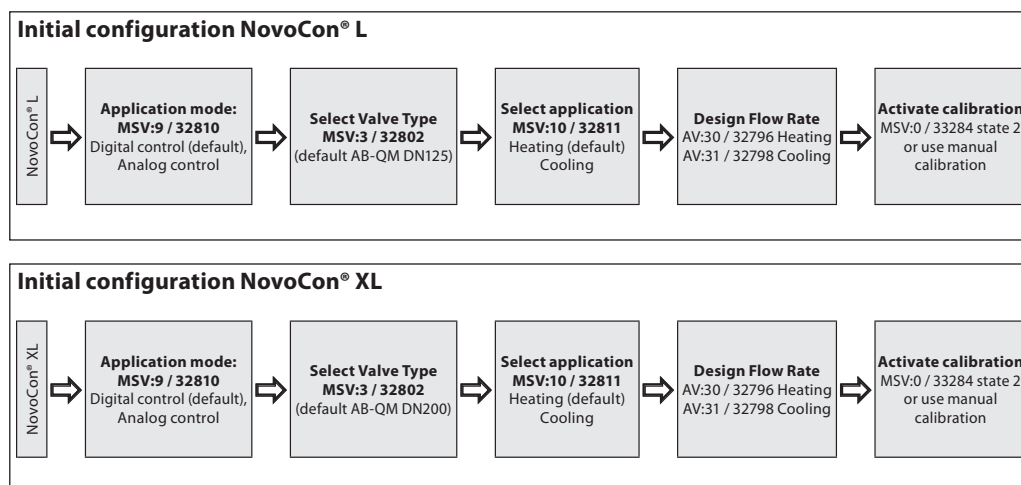 Initial configuration NovoCon® L
NovoCon® L
Application mode:
MSV:9 / 32810
Digital control (default),
Analog control
Select Valve Type
MSV:3 / 32802
(default AB-QM DN125)
Select application
MSV:10 / 32811
Heating (default)
Cooling
Design Flow Rate
AV:30 / 32796 Heating
AV:31 / 32798 Cooling
Activate calibration
MSV:0 / 33284 state 2
or use manual
calibration
Initial configuration NovoCon® XL
NovoCon® XL
Application mode:
MSV:9 / 32810
Digital control (default),
Analog control
Select Valve Type
MSV:3 / 32802
(default AB-QM DN200)
Select application
MSV:10 / 32811
Heating (default)
Cooling
Design Flow Rate
AV:30 / 32796 Heating
AV:31 / 32798 Cooling
Activate calibration
MSV:0 / 33284 state 2
or use manual
calibration